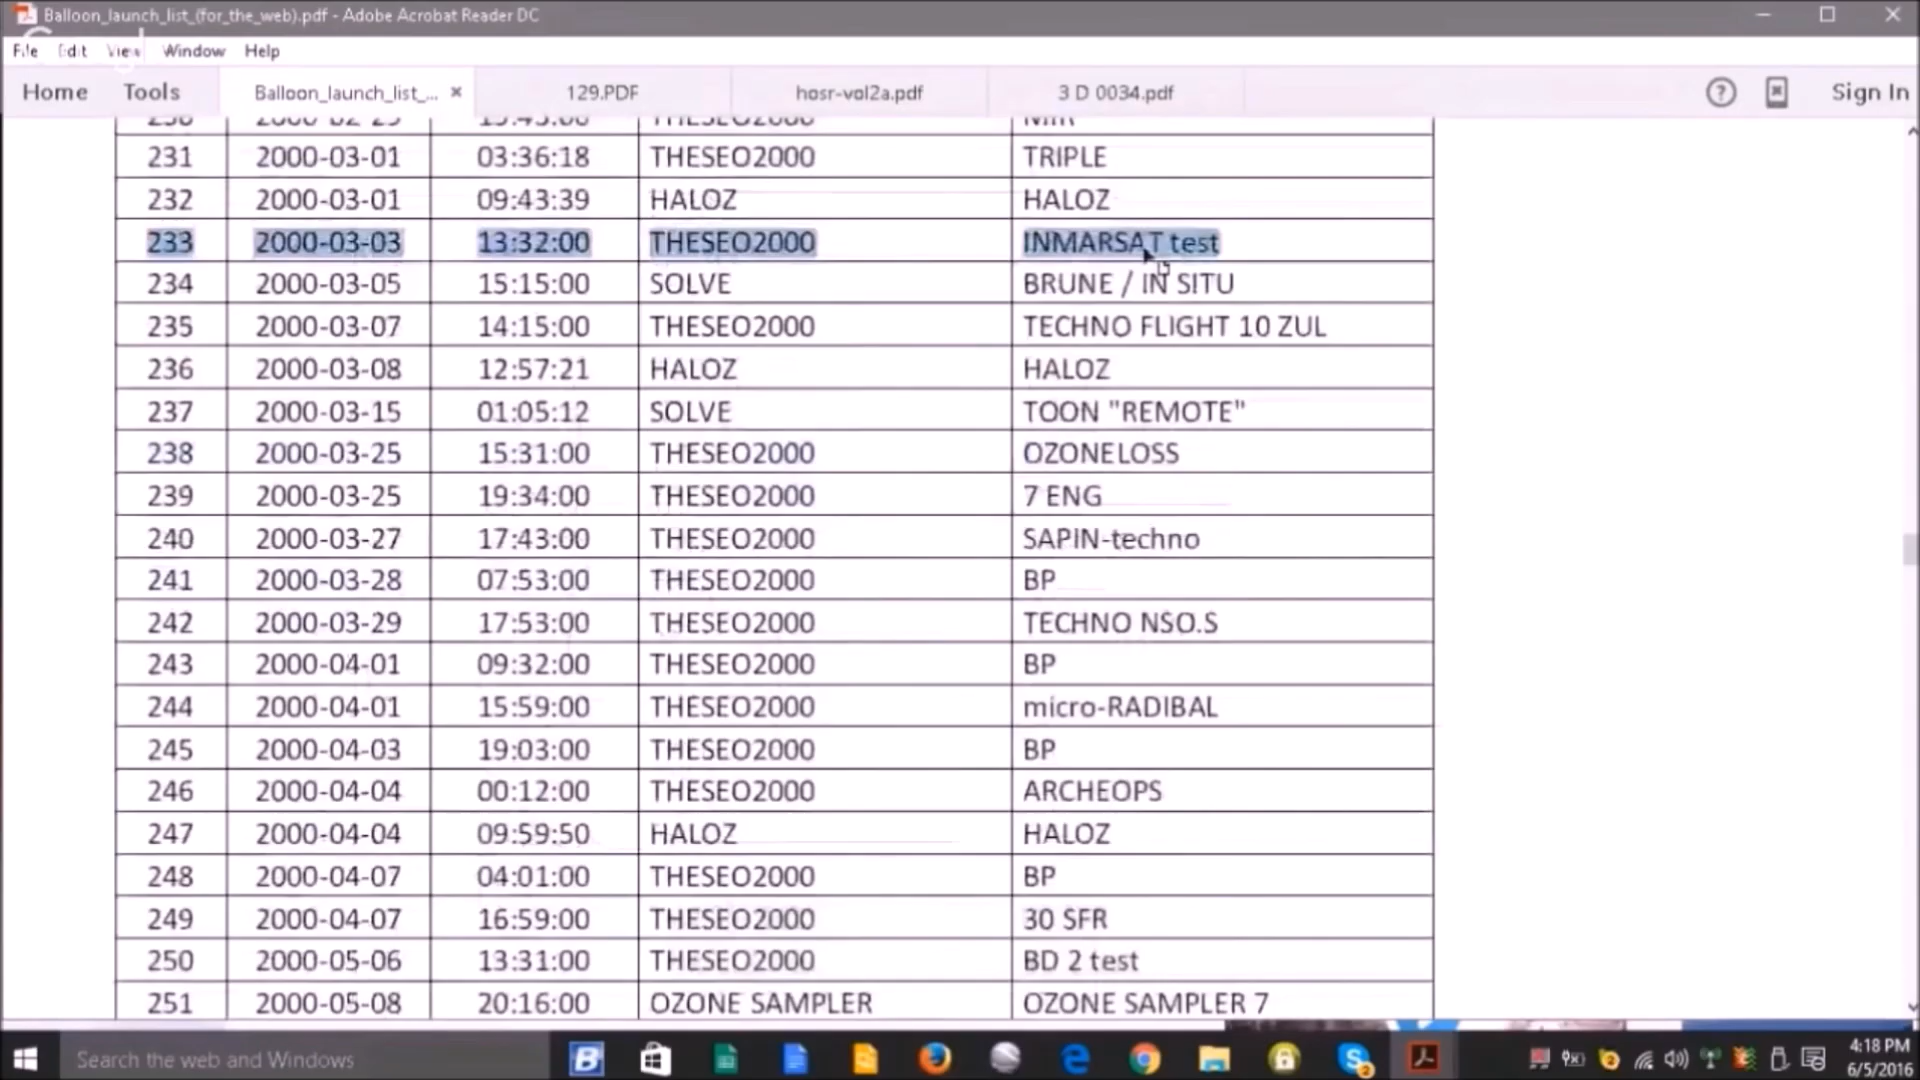 Balloon_launch_list_(for_the_web).pdf - Adobe Acrobat Reader DC
File Edit View Window Help
Home Tools Balloon_launch_list_... × 129.PDF hosr-vol2a.pdf 3 D 0034.pdf Sign In
231 2000-03-01 03:36:18 THESEO2000 TRIPLE
232 2000-03-01 09:43:39 HALOZ HALOZ
233 2000-03-03 13:32:00 THESEO2000 INMARSAT test
234 2000-03-05 15:15:00 SOLVE BRUNE / IN SITU
235 2000-03-07 14:15:00 THESEO2000 TECHNO FLIGHT 10 ZUL
236 2000-03-08 12:57:21 HALOZ HALOZ
237 2000-03-15 01:05:12 SOLVE TOON "REMOTE"
238 2000-03-25 15:31:00 THESEO2000 OZONELOSS
239 2000-03-25 19:34:00 THESEO2000 7 ENG
240 2000-03-27 17:43:00 THESEO2000 SAPIN-techno
241 2000-03-28 07:53:00 THESEO2000 BP
242 2000-03-29 17:53:00 THESEO2000 TECHNO NSO.S
243 2000-04-01 09:32:00 THESEO2000 BP
244 2000-04-01 15:59:00 THESEO2000 micro-RADIBAL
245 2000-04-03 19:03:00 THESEO2000 BP
246 2000-04-04 00:12:00 THESEO2000 ARCHEOPS
247 2000-04-04 09:59:50 HALOZ HALOZ
248 2000-04-07 04:01:00 THESEO2000 BP
249 2000-04-07 16:59:00 THESEO2000 30 SFR
250 2000-05-06 13:31:00 THESEO2000 BD 2 test
251 2000-05-08 20:16:00 OZONE SAMPLER OZONE SAMPLER 7
Search the web and Windows
4:18 PM
6/5/2016